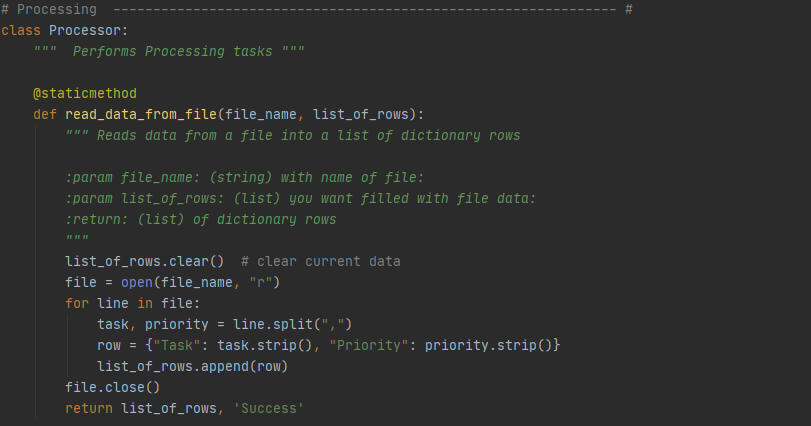 # Processing  --------------------------------------------------------------- #
class Processor:
    """  Performs Processing tasks """

    @staticmethod
    def read_data_from_file(file_name, list_of_rows):
        """ Reads data from a file into a list of dictionary rows

        :param file_name: (string) with name of file:
        :param list_of_rows: (list) you want filled with file data:
        :return: (list) of dictionary rows
        """
        list_of_rows.clear()  # clear current data
        file = open(file_name, "r")
        for line in file:
            task, priority = line.split(",")
            row = {"Task": task.strip(), "Priority": priority.strip()}
            list_of_rows.append(row)
        file.close()
        return list_of_rows, 'Success'